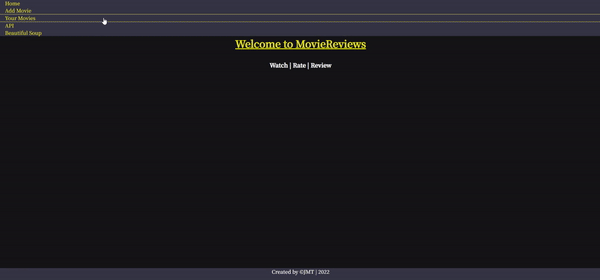 Home
Add Movie
Your Movies
API
Beautiful Soup
Welcome to MovieReviews
Watch | Rate | Review
Created by ©JMT | 2022